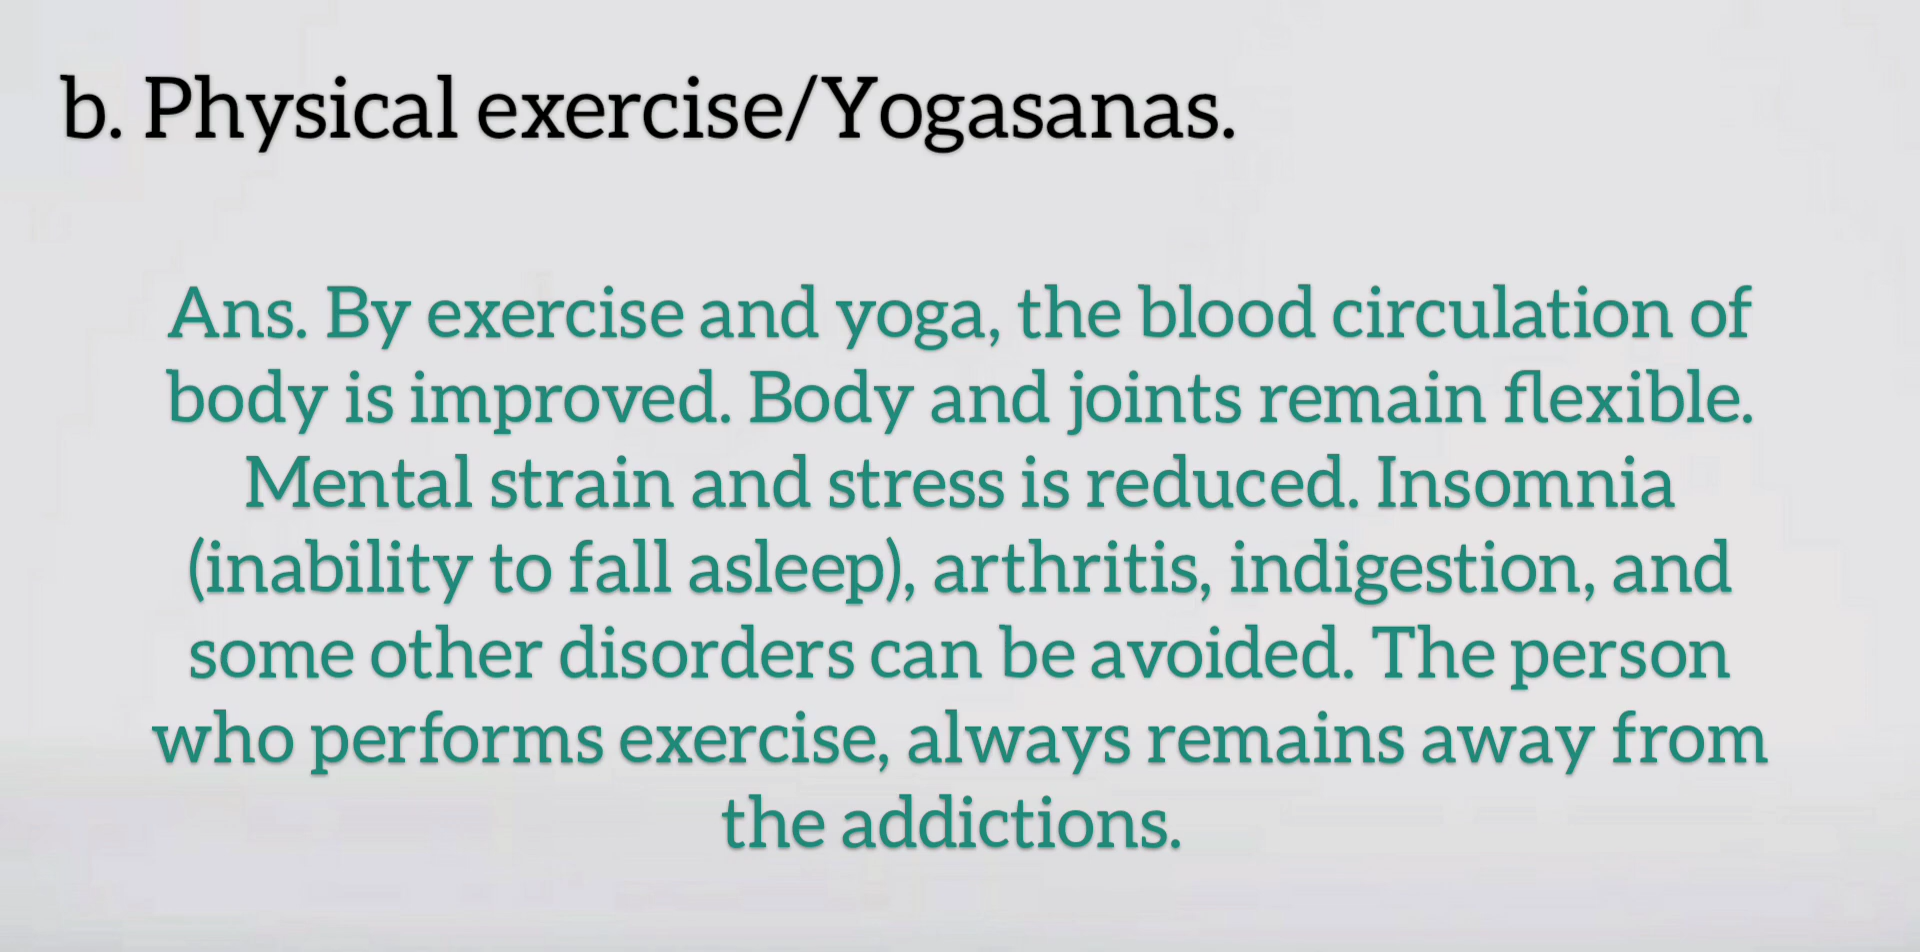 b. Physical exercise/Yogasanas.
Ans. By exercise and yoga, the blood circulation of
body is improved. Body and joints remain flexible.
Mental strain and stress is reduced. Insomnia
(inability to fall asleep), arthritis, indigestion, and
some other disorders can be avoided. The person
who performs exercise, always remains away from
the addictions.